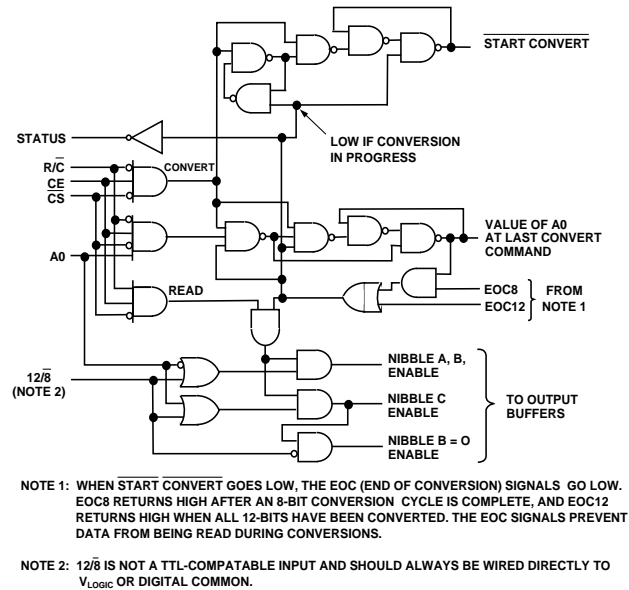 START CONVERT
STATUS
LOW IF CONVERSION
IN PROGRESS
R/C̅
CONVERT
CE
C̅S̅
VALUE OF A0
AT LAST CONVERT
COMMAND
A0
READ
EOC8
EOC12
FROM
NOTE 1
12/8̅
(NOTE 2)
NIBBLE A, B,
ENABLE
NIBBLE C
ENABLE
NIBBLE B = O
ENABLE
TO OUTPUT
BUFFERS
NOTE 1: WHEN START CONVERT GOES LOW, THE EOC (END OF CONVERSION) SIGNALS GO LOW.
EOC8 RETURNS HIGH AFTER AN 8-BIT CONVERSION CYCLE IS COMPLETE, AND EOC12
RETURNS HIGH WHEN ALL 12-BITS HAVE BEEN CONVERTED. THE EOC SIGNALS PREVENT
DATA FROM BEING READ DURING CONVERSIONS.
NOTE 2: 12/8̅ IS NOT A TTL-COMPATABLE INPUT AND SHOULD ALWAYS BE WIRED DIRECTLY TO
VLOGIC OR DIGITAL COMMON.